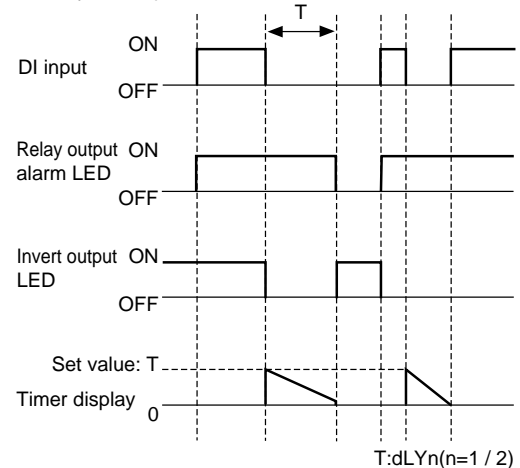 T
ON
DI input
OFF
Relay output ON
alarm LED
OFF
Invert output ON
LED
OFF
Set value: T
Timer display
0
T:dLYn(n=1 / 2)